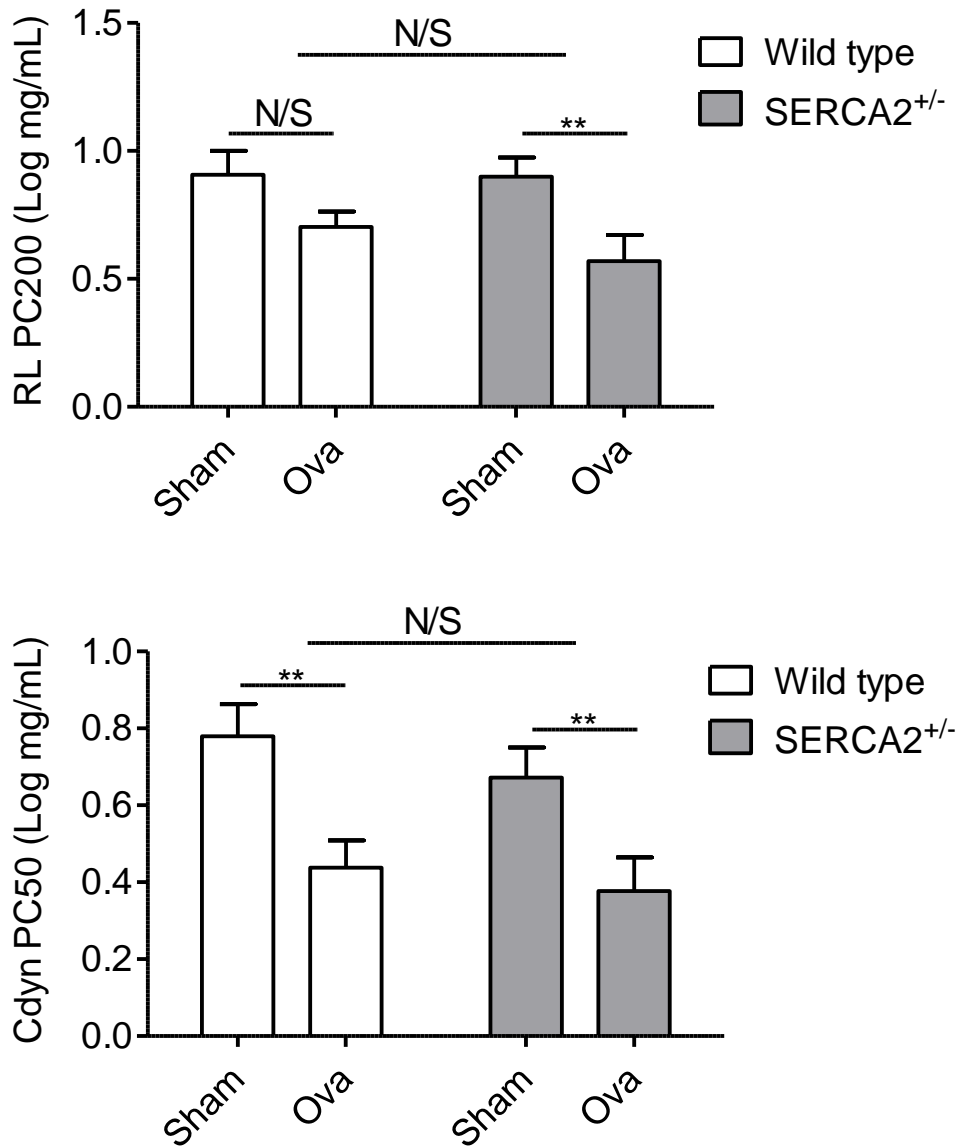 N/S
N/S
**
Wild type
SERCA2+/-
RL PC200 (Log mg/mL)
1.5
1.0
0.5
0.0
Sham
Ova
Sham
Ova
N/S
**
**
Wild type
SERCA2+/-
Cdyn PC50 (Log mg/mL)
1.0
0.8
0.6
0.4
0.2
0.0
Sham
Ova
Sham
Ova